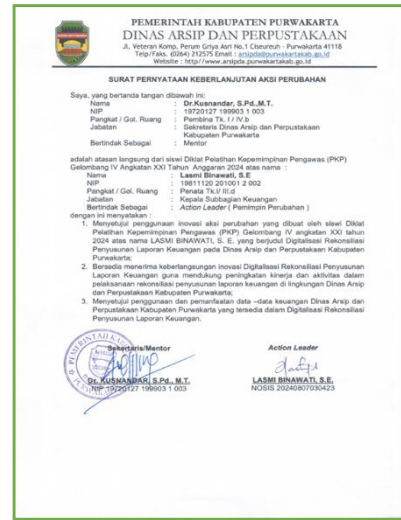 PEMERINTAH KABUPATEN PURWAKARTA
DINAS ARSIP DAN PERPUSTAKAAN
Jl. Veteran Komp. Perum Griya Asri No.1 Ciseureuh - Purwakarta 41118
Telp/Faks. (0264) 212575 Email : arsipda@purwakartakab.go.id
Website : http//www.arsipda.purwakartakab.go.id
SURAT PERNYATAAN KEBERLANJUTAN AKSI PERUBAHAN
Saya, yang bertanda tangan dibawah ini:
Nama : Dr.Kusnandar, S.Pd.,M.T.
NIP : 19720127 199903 1 003
Pangkat / Gol. Ruang : Pembina Tk. I / IV.b
Jabatan : Sekretaris Dinas Arsip dan Perpustakaan
Kabupaten Purwakarta
Bertindak Sebagai : Mentor
adalah atasan langsung dari siswi Diklat Pelatihan Kepemimpinan Pengawas (PKP)
Gelombang IV Angkatan XXI Tahun Anggaran 2024 atas nama :
Nama : Lasmi Binawati, S.E
NIP : 19811120 201001 2 002
Pangkat / Gol. Ruang : Penata Tk.I/ III.d
Jabatan : Kepala Subbagian Keuangan
Bertindak Sebagai : Action Leader ( Pemimpin Perubahan )
dengan ini menyatakan :
1. Menyetujui penggunaan inovasi aksi perubahan yang dibuat oleh siswi Diklat
Pelatihan Kepemimpinan Pengawas (PKP) Gelombang IV angkatan XXI tahun
2024 atas nama LASMI BINAWATI, S. E. yang berjudul Digitalisasi Rekonsiliasi
Penyusunan Laporan Keuangan pada Dinas Arsip dan Perpustakaan Kabupaten
Purwakarta;
2. Bersedia menerima keberlangsungan inovasi Digitalisasi Rekonsiliasi Penyusunan
Laporan Keuangan guna mendukung peningkatan kinerja dan aktivitas dalam
pelaksanaan rekonsiliasi penyusunan laporan keuangan di lingkungan Dinas Arsip
dan Perpustakaan Kabupaten Purwakarta;
3. Menyetujui penggunaan dan pemanfaatan data –data keuangan Dinas Arsip dan
Perpustakaan Kabupaten Purwakarta yang tersedia dalam Digitalisasi Rekonsiliasi
Penyusunan Laporan Keuangan.
Sekertaris/Mentor
Action Leader
Dr. KUSNANDAR, S.Pd., M.T.
NIP 19720127 199903 1 003
LASMI BINAWATI, S.E.
NOSIS 20240807030423